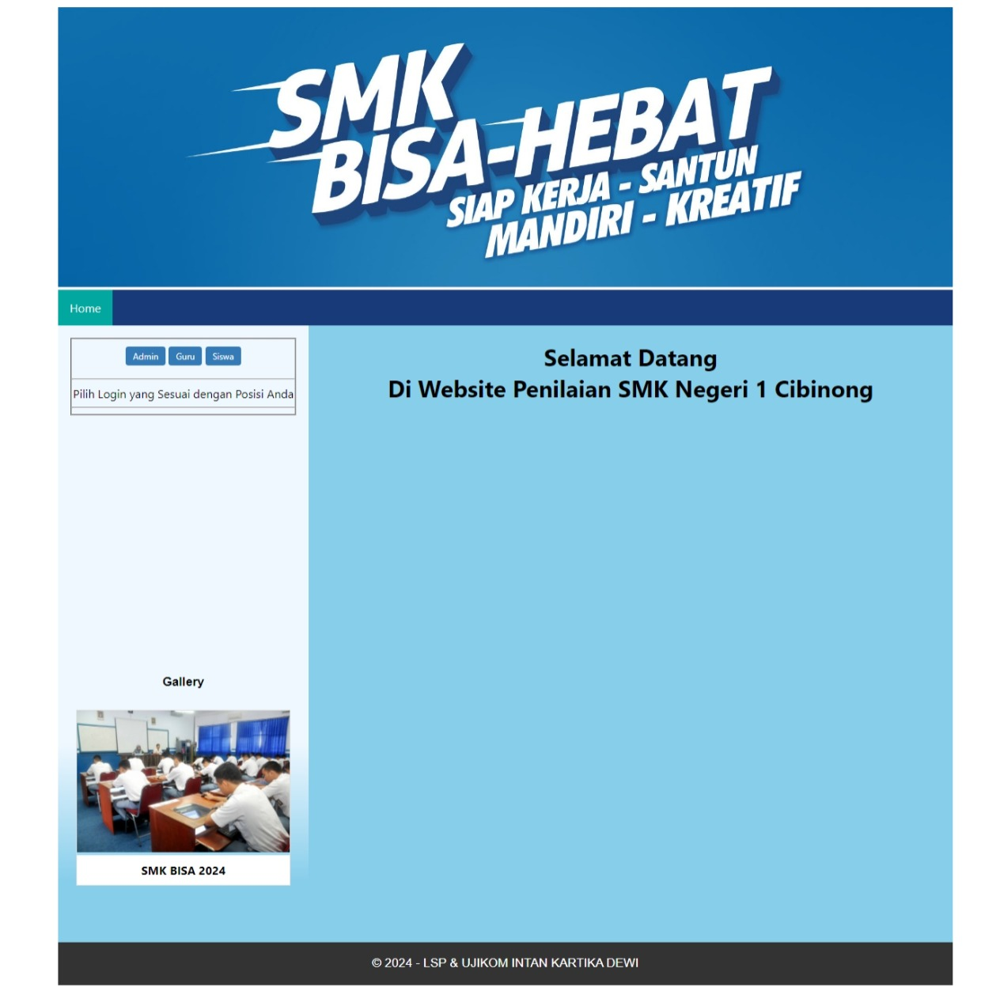 SMK
BISA-HEBAT
SIAP KERJA - SANTUN
MANDIRI - KREATIF
Home
Admin Guru Siswa
Pilih Login yang Sesuai dengan Posisi Anda
Selamat Datang
Di Website Penilaian SMK Negeri 1 Cibinong
Gallery
SMK BISA 2024
© 2024 - LSP & UJIKOM INTAN KARTIKA DEWI